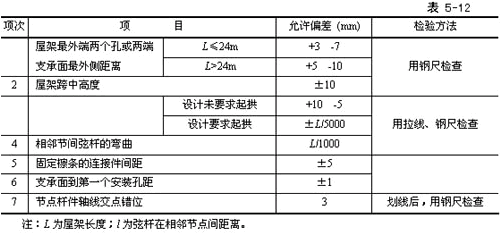 表 5-12
项次 项 目 允许偏差 (mm) 检验方法
屋架最外端两个孔或两端支承面最外侧距离 L≤24m +3 -7 用钢尺检查
L>24m +5 -10
2 屋架跨中高度 ±10
设计未要求起拱 +10 -5 用拉线、钢尺检查
设计要求起拱 ±L/5000
4 相邻节间弦杆的弯曲 L/1000
5 固定檩条的连接件间距 ±5
6 支承面到第一个安装孔距 ±1
7 节点杆件轴线交点错位 3 划线后，用钢尺检查
注：L为屋架长度；l为弦杆在相邻节点间距离。